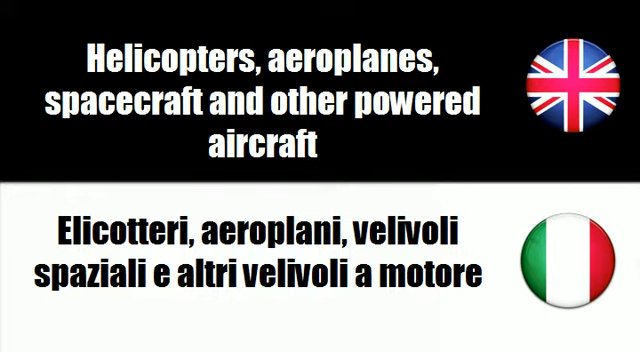 Helicopters, aeroplanes,
spacecraft and other powered
aircraft
Elicotteri, aeroplani, velivoli
spaziali e altri velivoli a motore